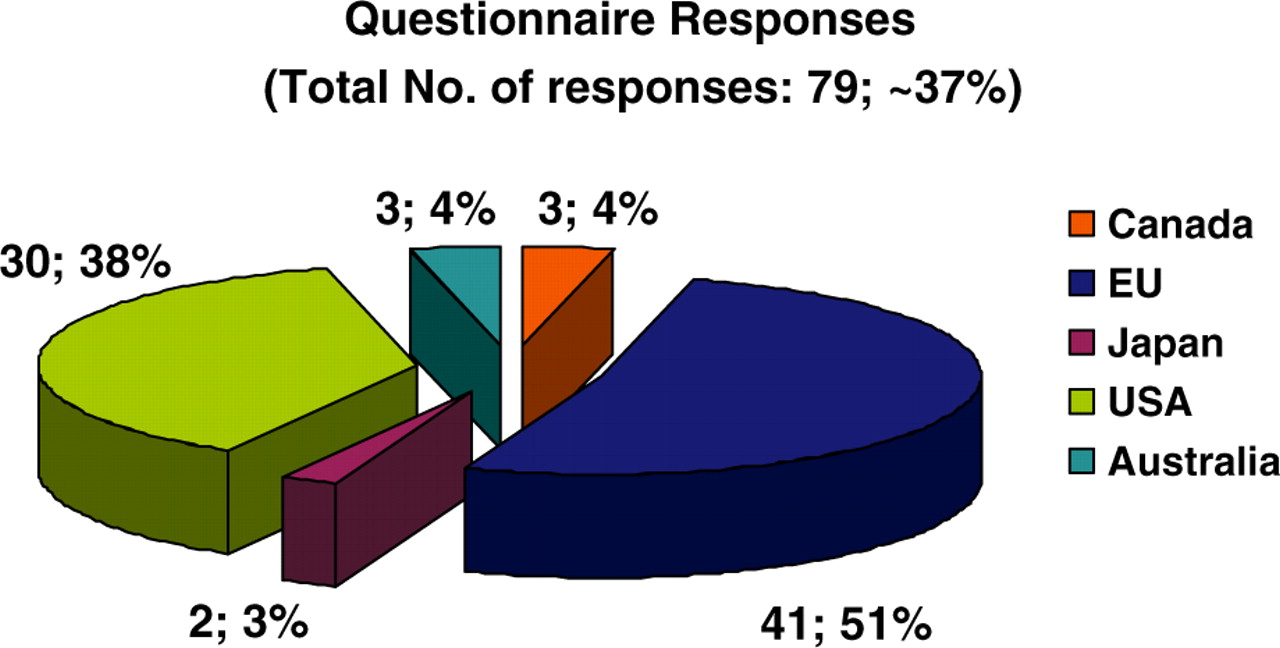 Questionnaire Responses
(Total No. of responses: 79; ~37%)
3; 4%
3; 4%
30; 38%
2; 3%
41; 51%
Canada
EU
Japan
USA
Australia